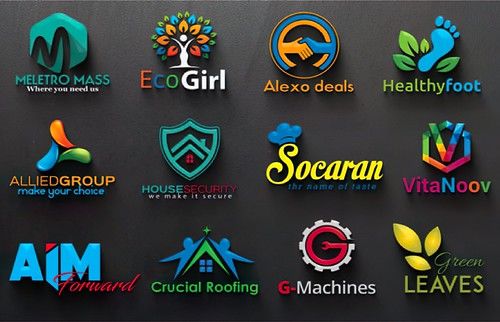 MELETRO MASS
Where you need us
EcoGirl
Alexo deals
Healthyfoot
ALLIEDGROUP
make your choice
HOUSESECURITY
we make it secure
Socaran
the name of taste
VitaNoov
AIM
Forward
Crucial Roofing
G-Machines
Green
LEAVES